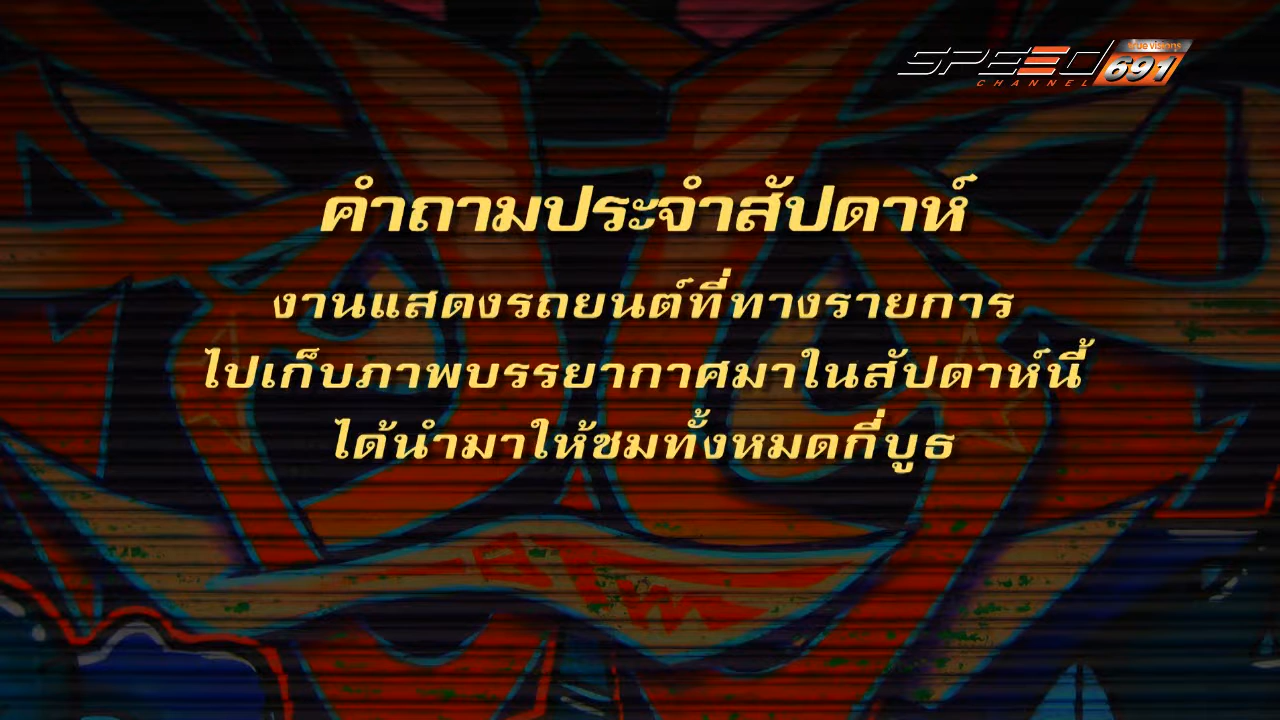 SPEED
CHANNEL
true visions
691
คำถามประจำสัปดาห์
งานแสดงรถยนต์ที่ทางรายการ
ไปเก็บภาพบรรยากาศมาในสัปดาห์นี้
ได้นำมาให้ชมทั้งหมดกี่บูธ